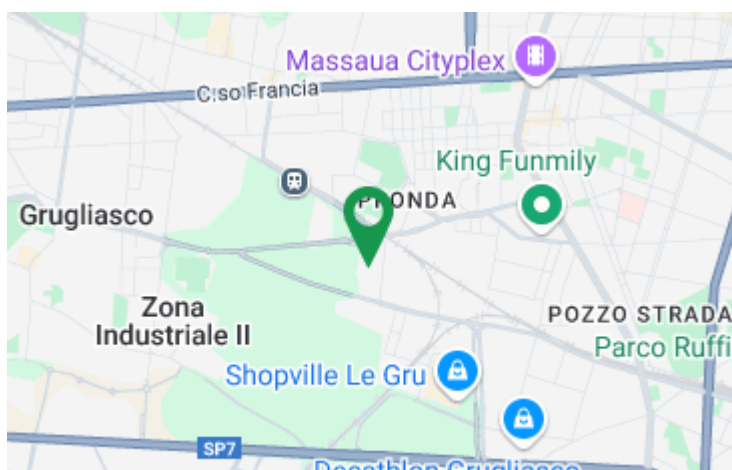 Massaua Cityplex
C.so Francia
King Funmily
PRONDA
Grugliasco
Zona
Industriale II
POZZO STRADA
Parco Ruffi
Shopville Le Gru
SP7
Decathlon Grugliasco